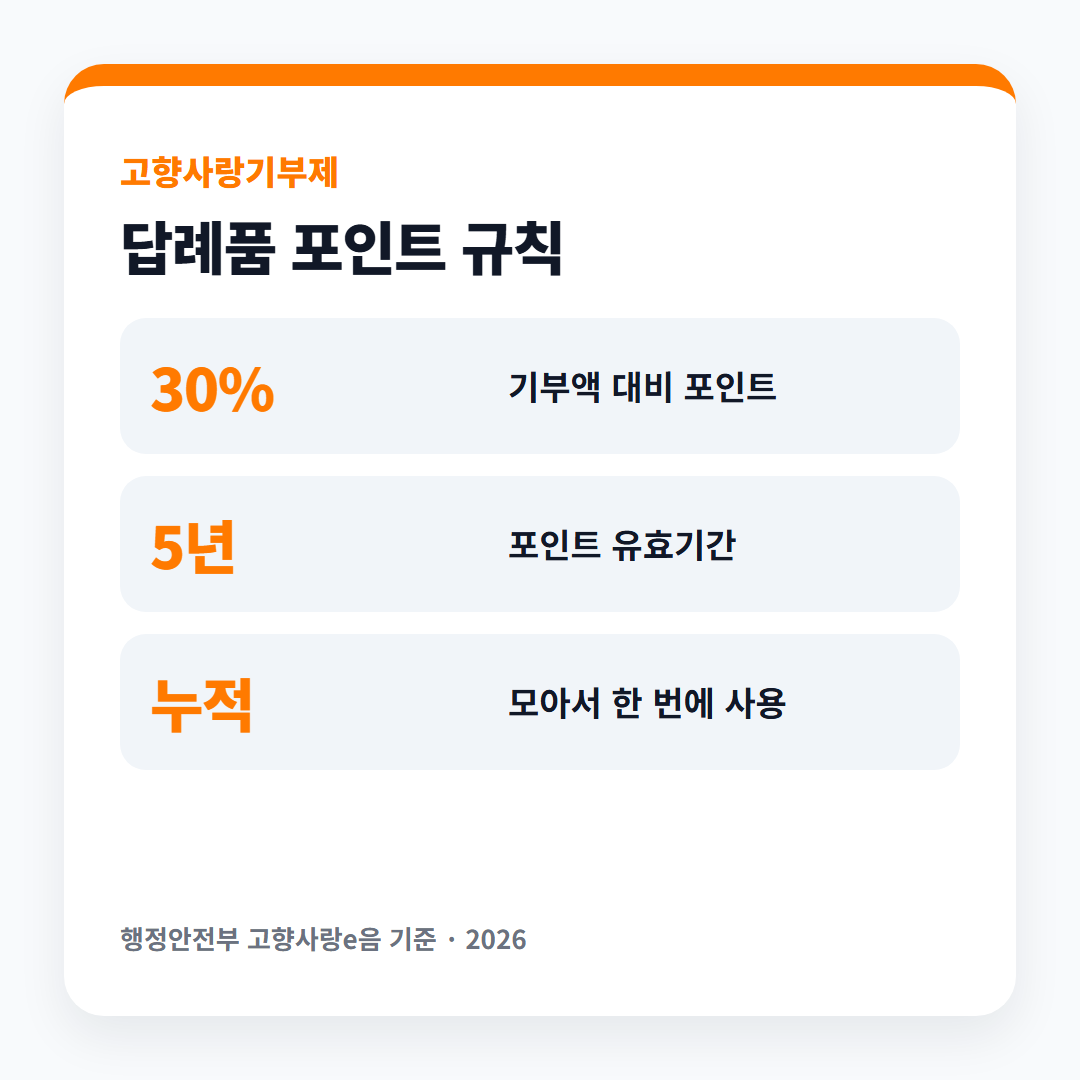 고향사랑기부제
답례품 포인트 규칙
30% 기부액 대비 포인트
5년 포인트 유효기간
누적 모아서 한 번에 사용
행정안전부 고향사랑e음 기준 · 2026